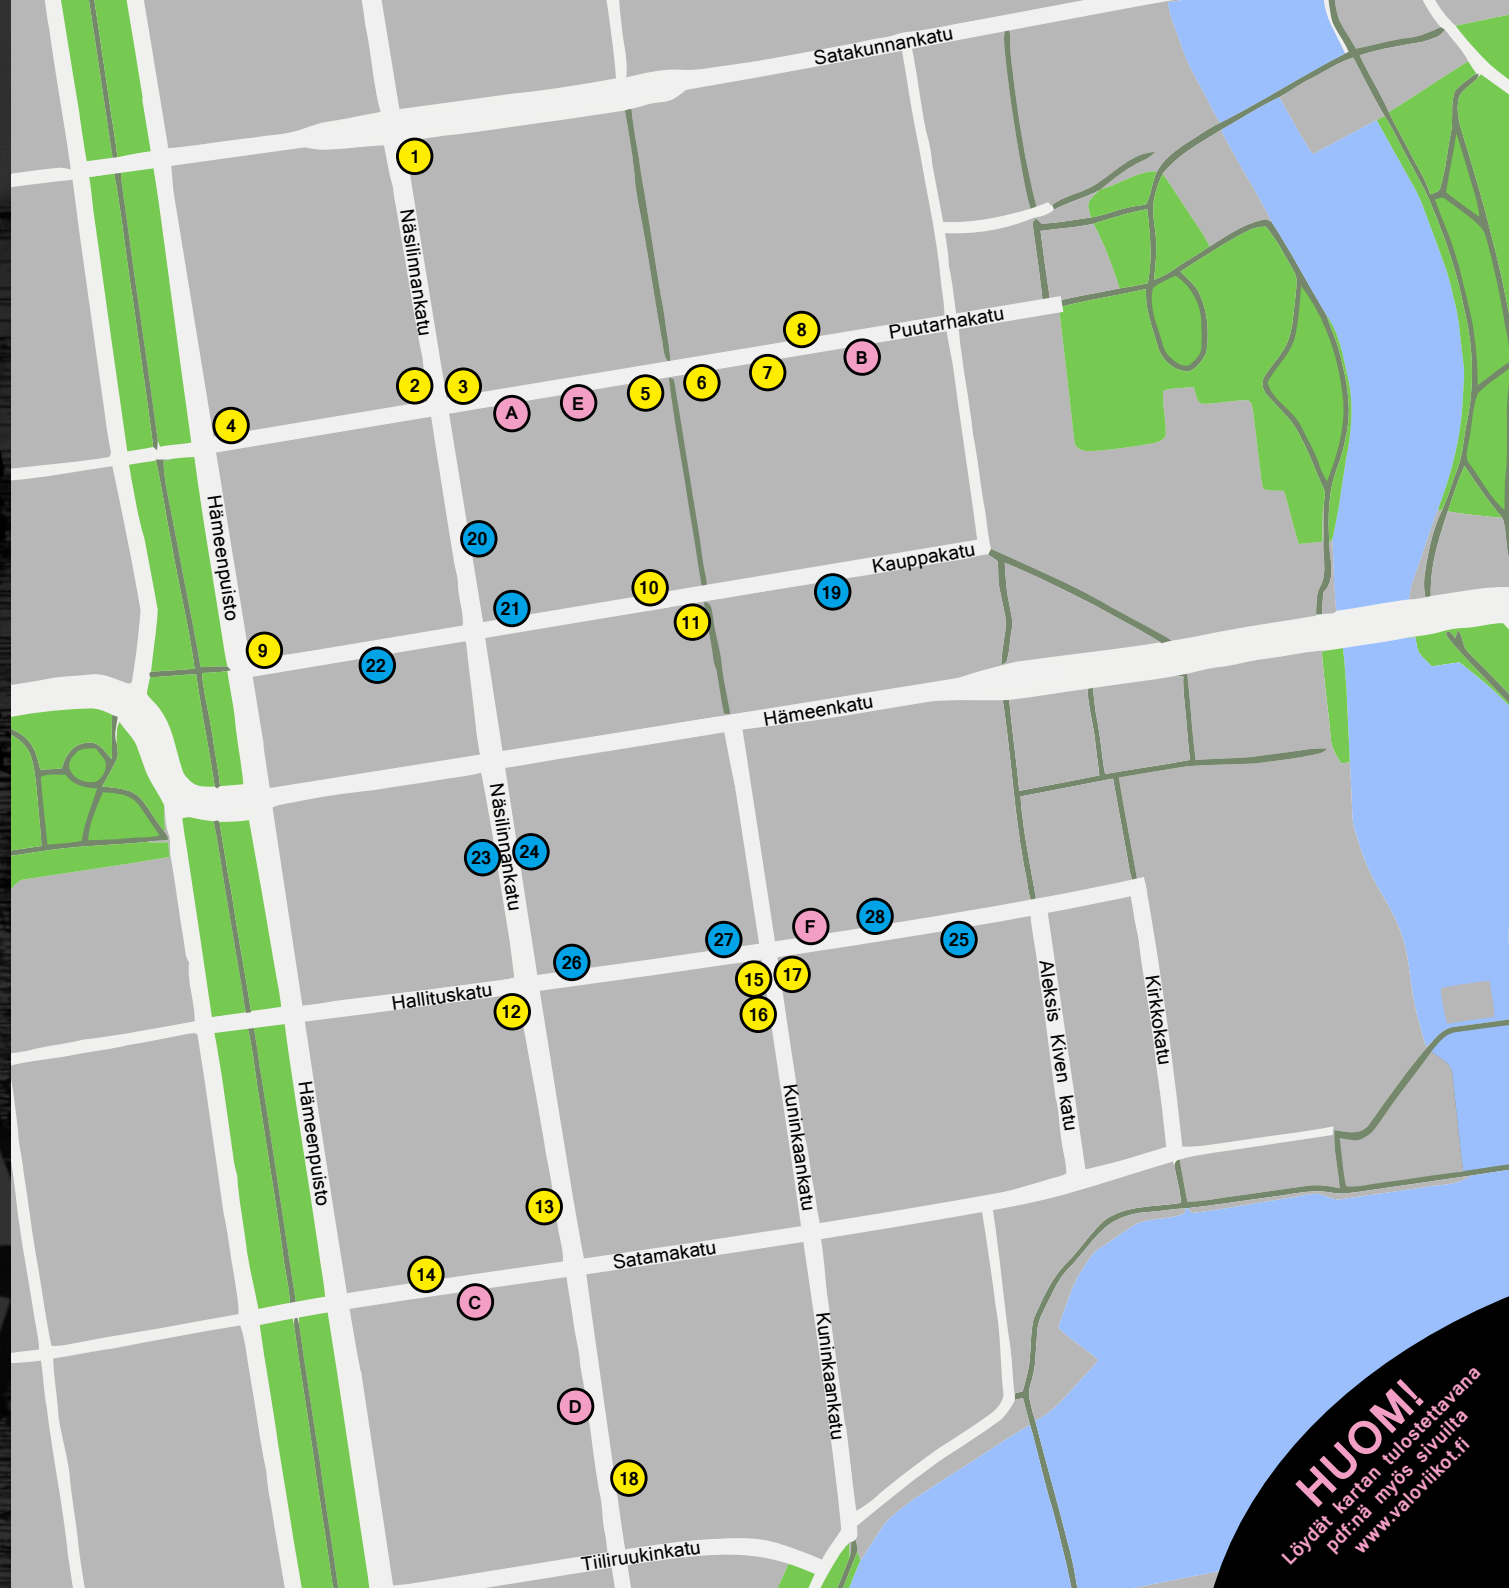 Satakunnankatu
1
Näsilinnankatu
8
Puutarhakatu
B
7
2
3
6
5
E
A
4
Hämeenpuisto
20
Kauppakatu
10
19
21
11
9
22
Hämeenkatu
Näsilinnankatu
23
24
28
F
27
25
26
15
17
Hallituskatu
12
16
Aleksis Kiven katu
Kirkkokatu
Hämeenpuisto
Kuninkaankatu
13
Satamakatu
14
C
Kuninkaankatu
D
18
Tiiliruukinkatu
HUOM!
Löydät kartan tulostettavana
pdf:nä myös sivuilta
www.valoviikot.fi